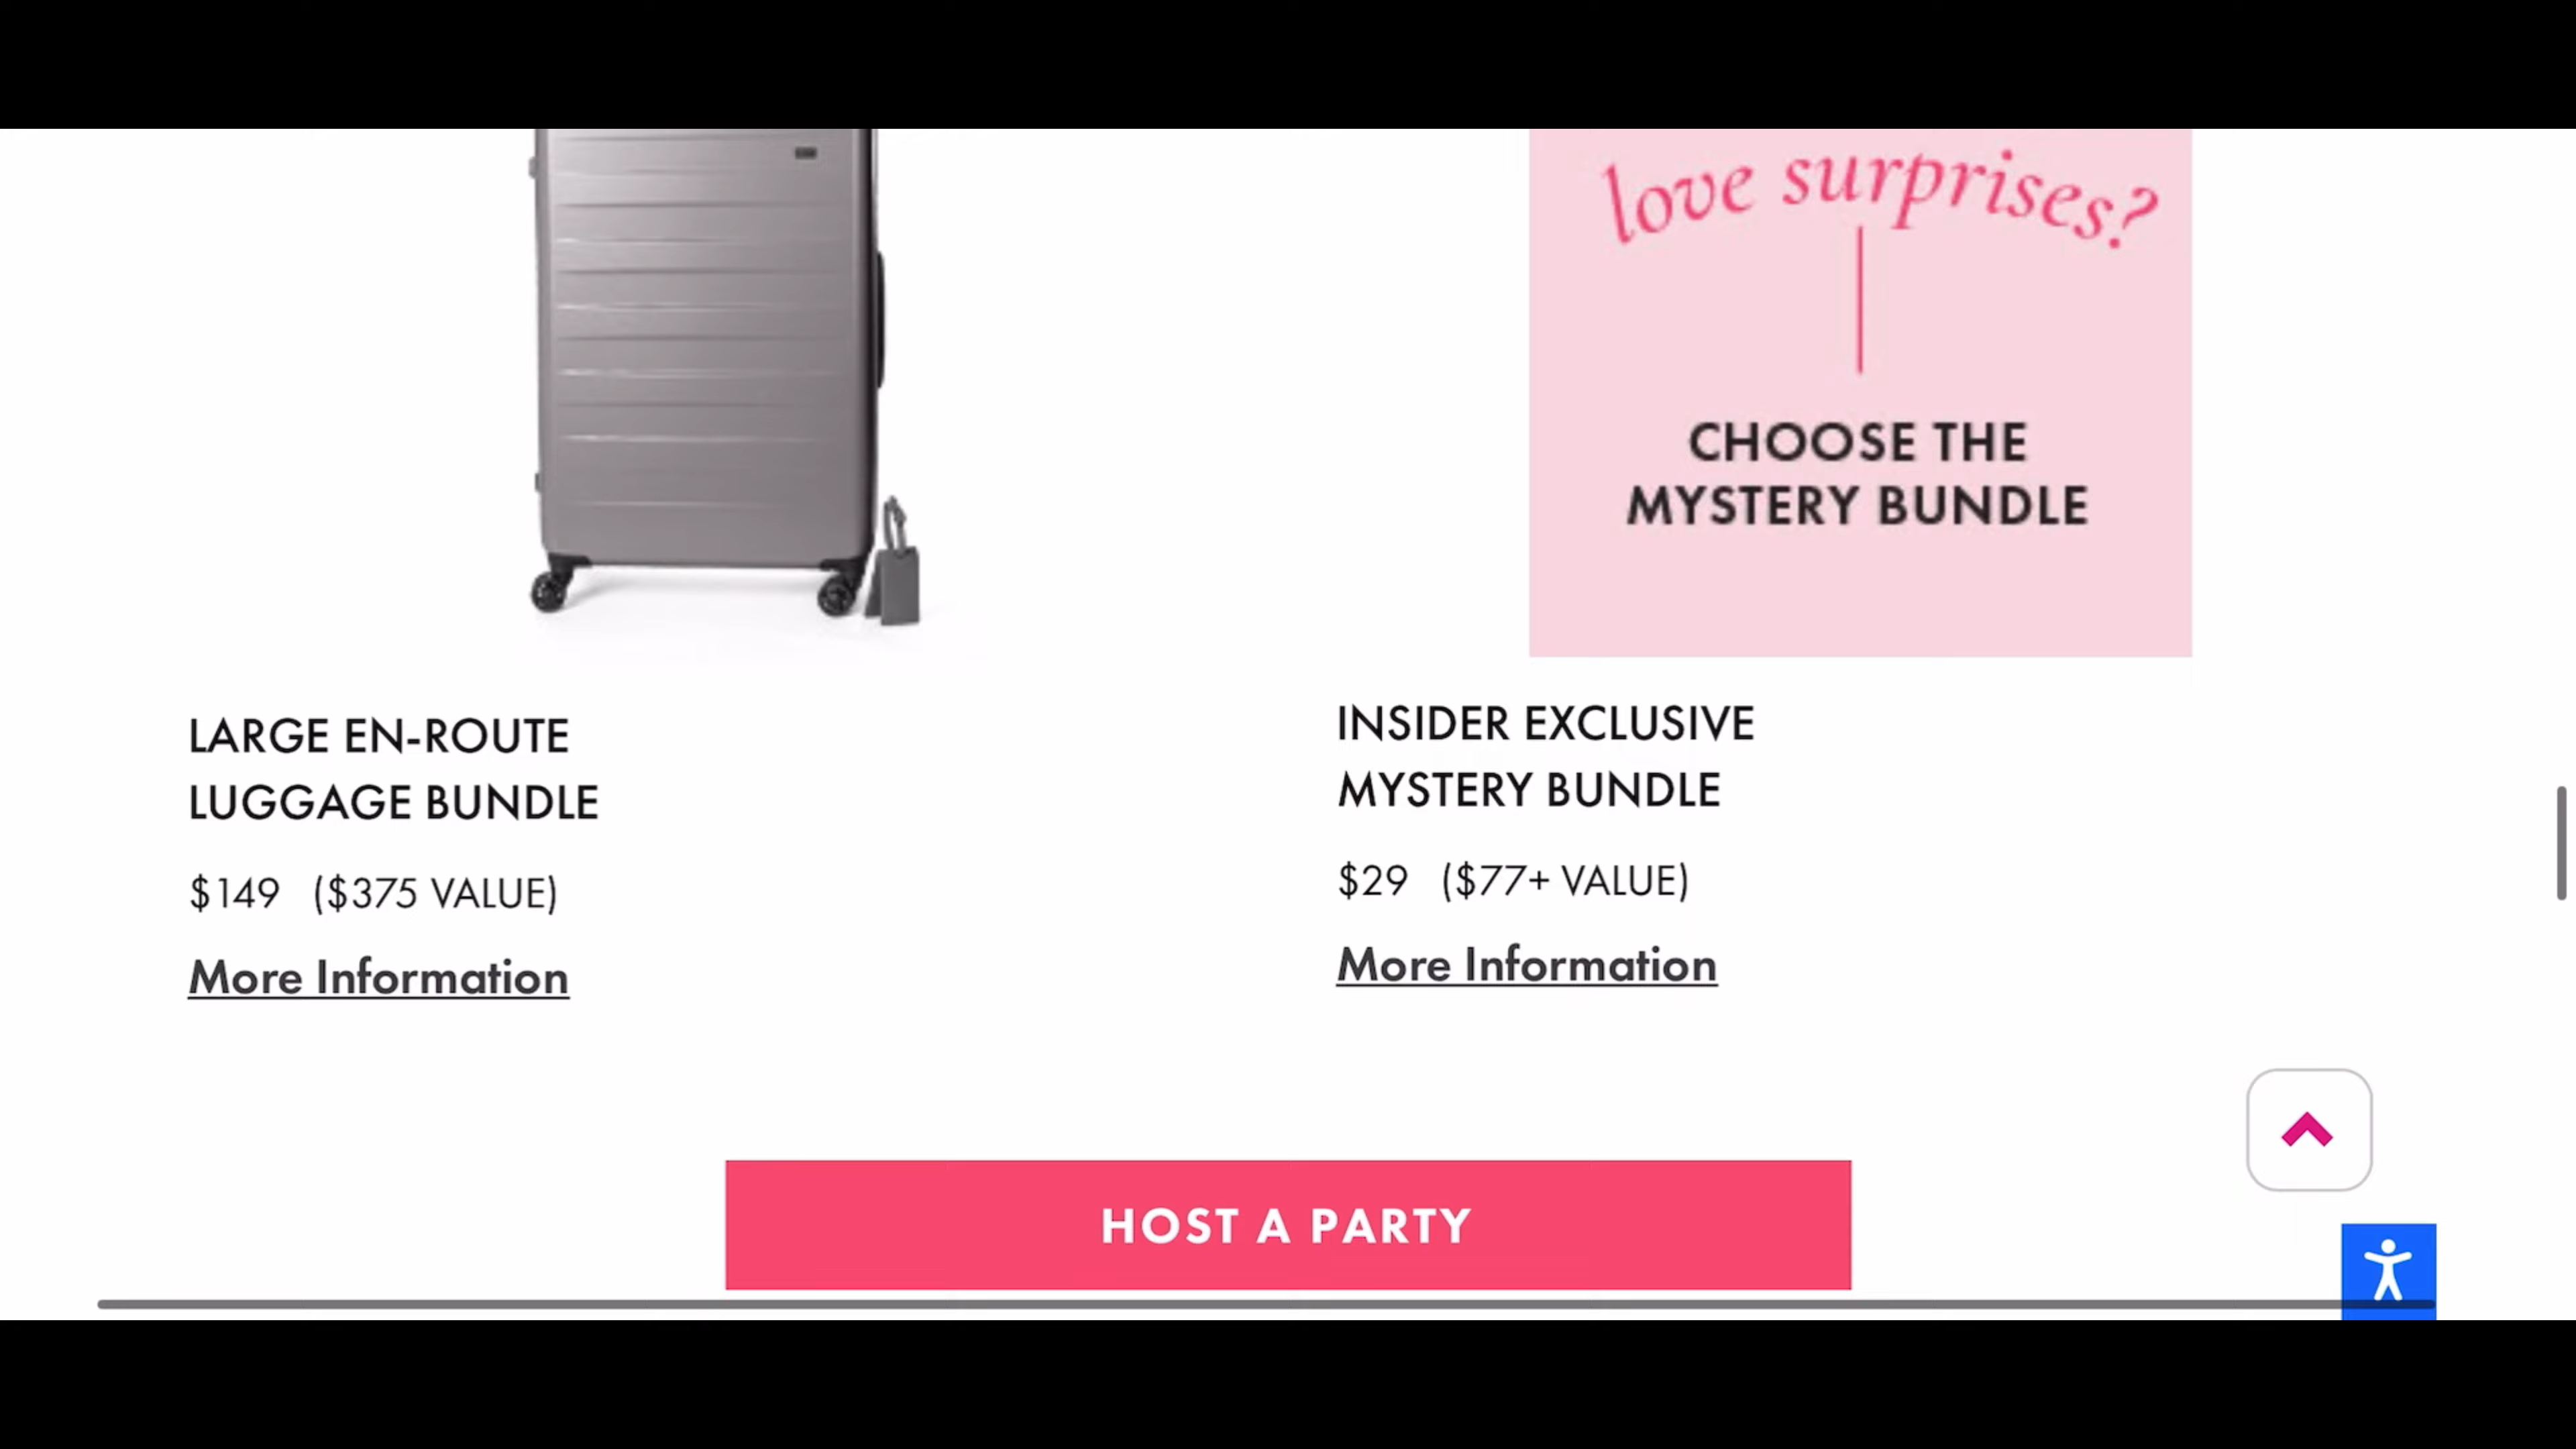 love surprises?
CHOOSE THE
MYSTERY BUNDLE
LARGE EN-ROUTE
LUGGAGE BUNDLE
$149 ($375 VALUE)
More Information
INSIDER EXCLUSIVE
MYSTERY BUNDLE
$29 ($77+ VALUE)
More Information
HOST A PARTY